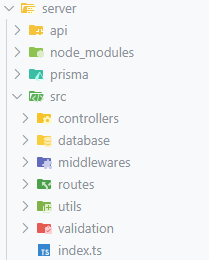 server
api
node_modules
prisma
src
controllers
database
middlewares
routes
utils
validation
TS index.ts